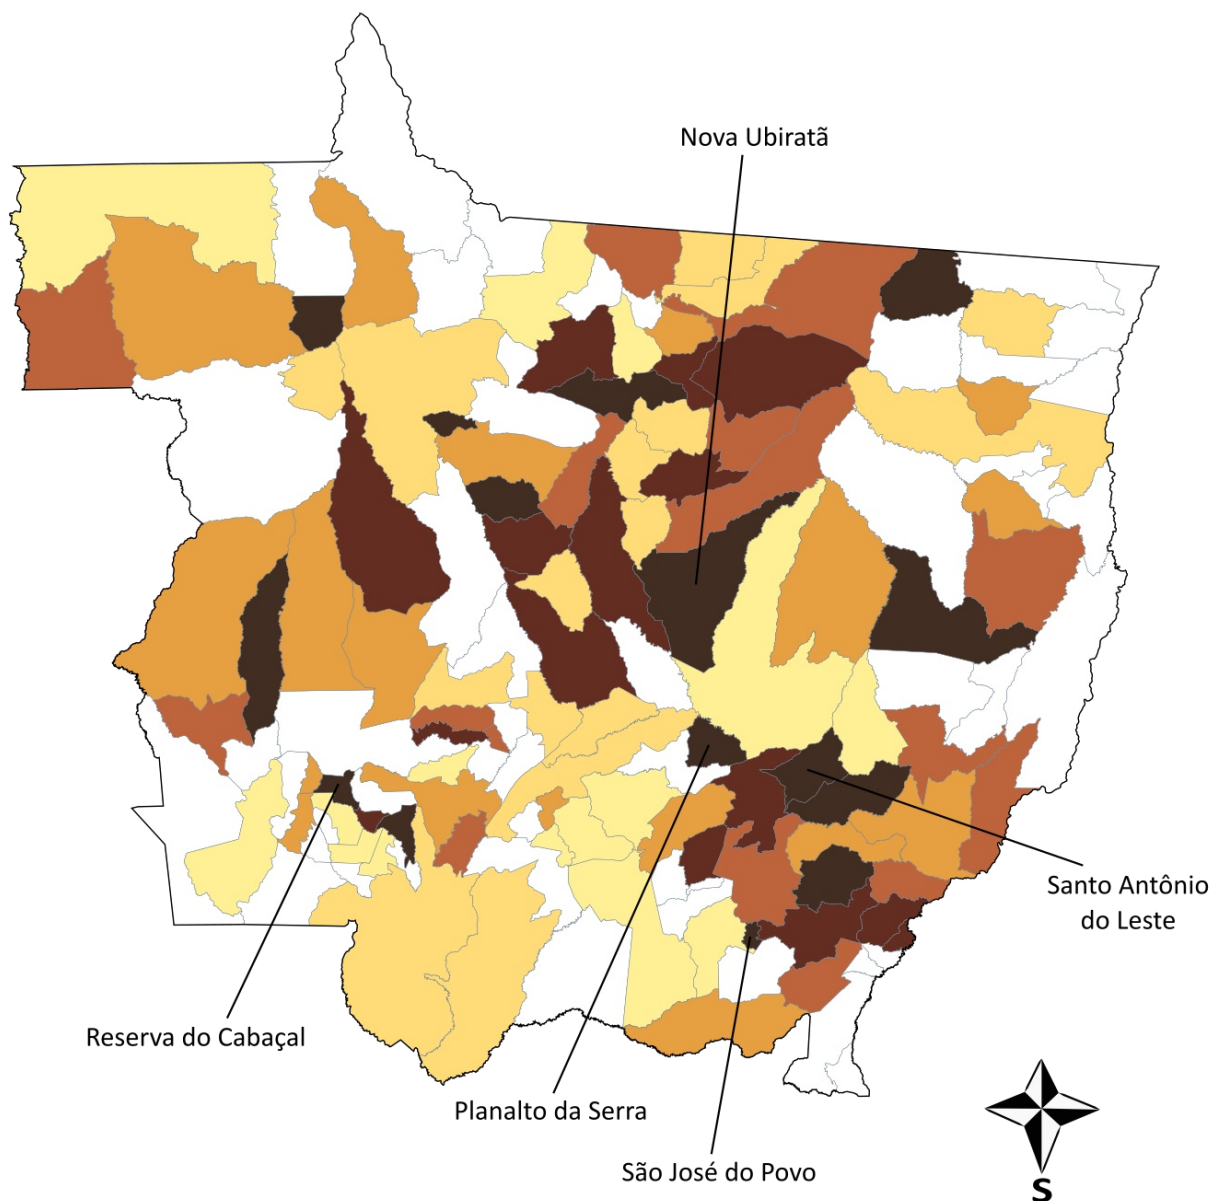 Nova Ubiratã
Santo Antônio
do Leste
Reserva do Cabaçal
Planalto da Serra
São José do Povo
S